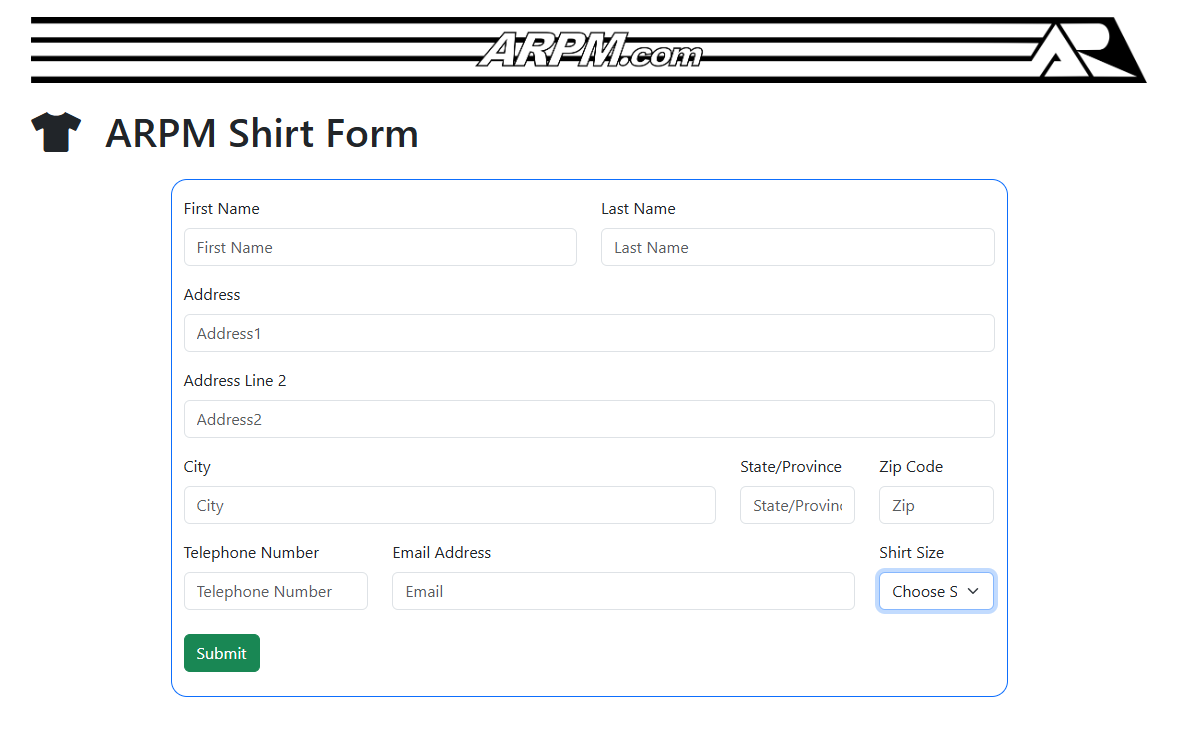 ARPM.com
AR
ARPM Shirt Form
First Name Last Name
First Name Last Name
Address
Address1
Address Line 2
Address2
City State/Province Zip Code
City State/Provinc Zip
Telephone Number Email Address Shirt Size
Telephone Number Email Choose S
Submit